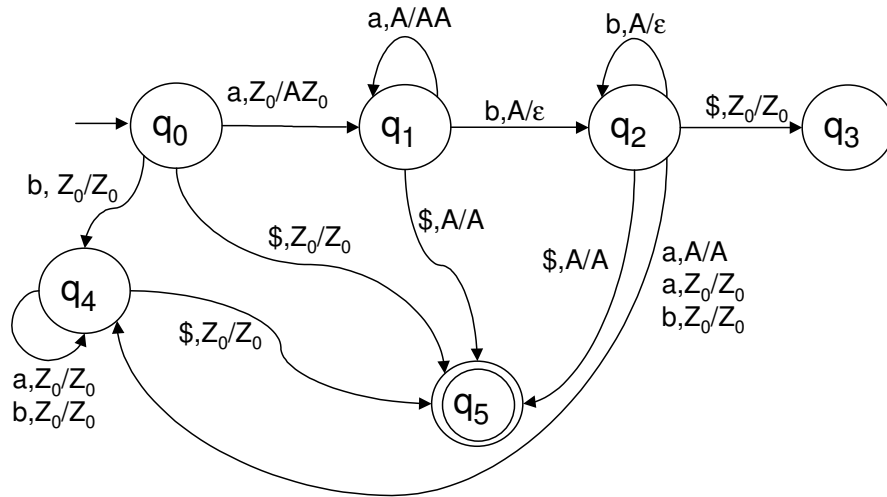 a,A/AA
b,A/ε
a,Z₀/AZ₀
b,A/ε
$,Z₀/Z₀
q₀
q₁
q₂
q₃
b, Z₀/Z₀
$,Z₀/Z₀
$,A/A
$,A/A
a,A/A
a,Z₀/Z₀
b,Z₀/Z₀
q₄
$,Z₀/Z₀
a,Z₀/Z₀
b,Z₀/Z₀
q₅